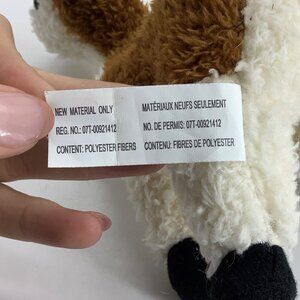 NEW MATERIAL ONLY
REG. NO.: 07T-00921412
CONTENT: POLYESTER FIBERS
MATÉRIAUX NEUFS SEULEMENT
NO. DE PERMIS: 07T-00921412
CONTENU: FIBRES DE POLYESTER